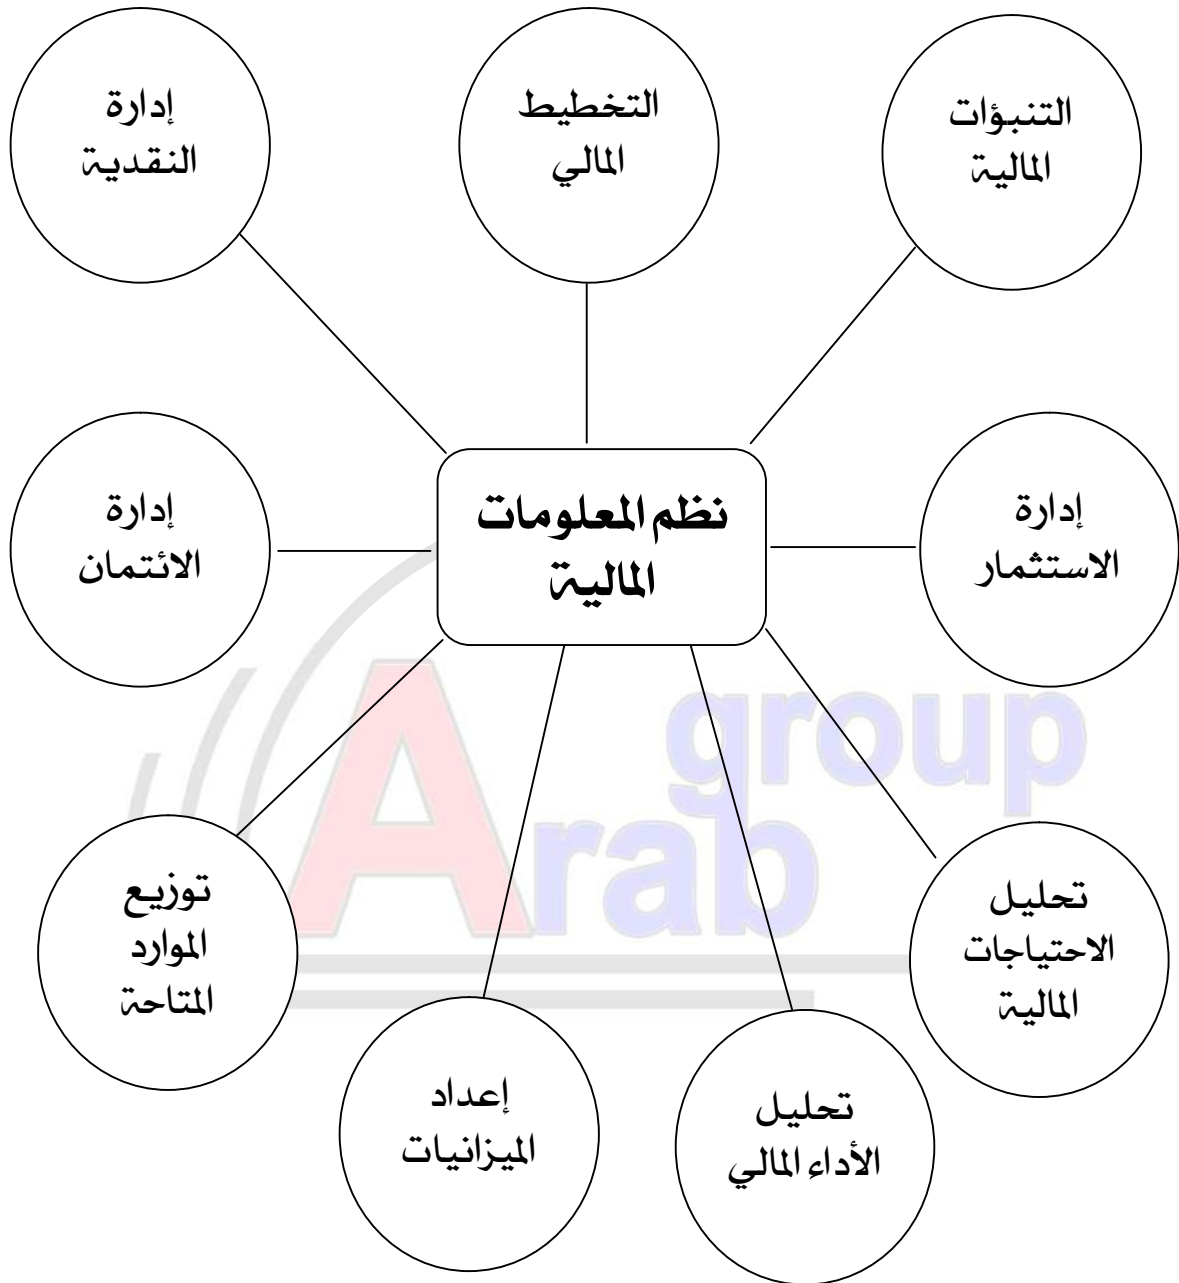 التنبؤات
المالية
التخطيط
المالي
إدارة
النقدية
إدارة
الاستثمار
نظم المعلومات
المالية
إدارة
الائتمان
تحليل
الاحتياجات
المالية
تحليل
الأداء المالي
إعداد
الميزانيات
توزيع
الموارد
المتاحة
Arab
group